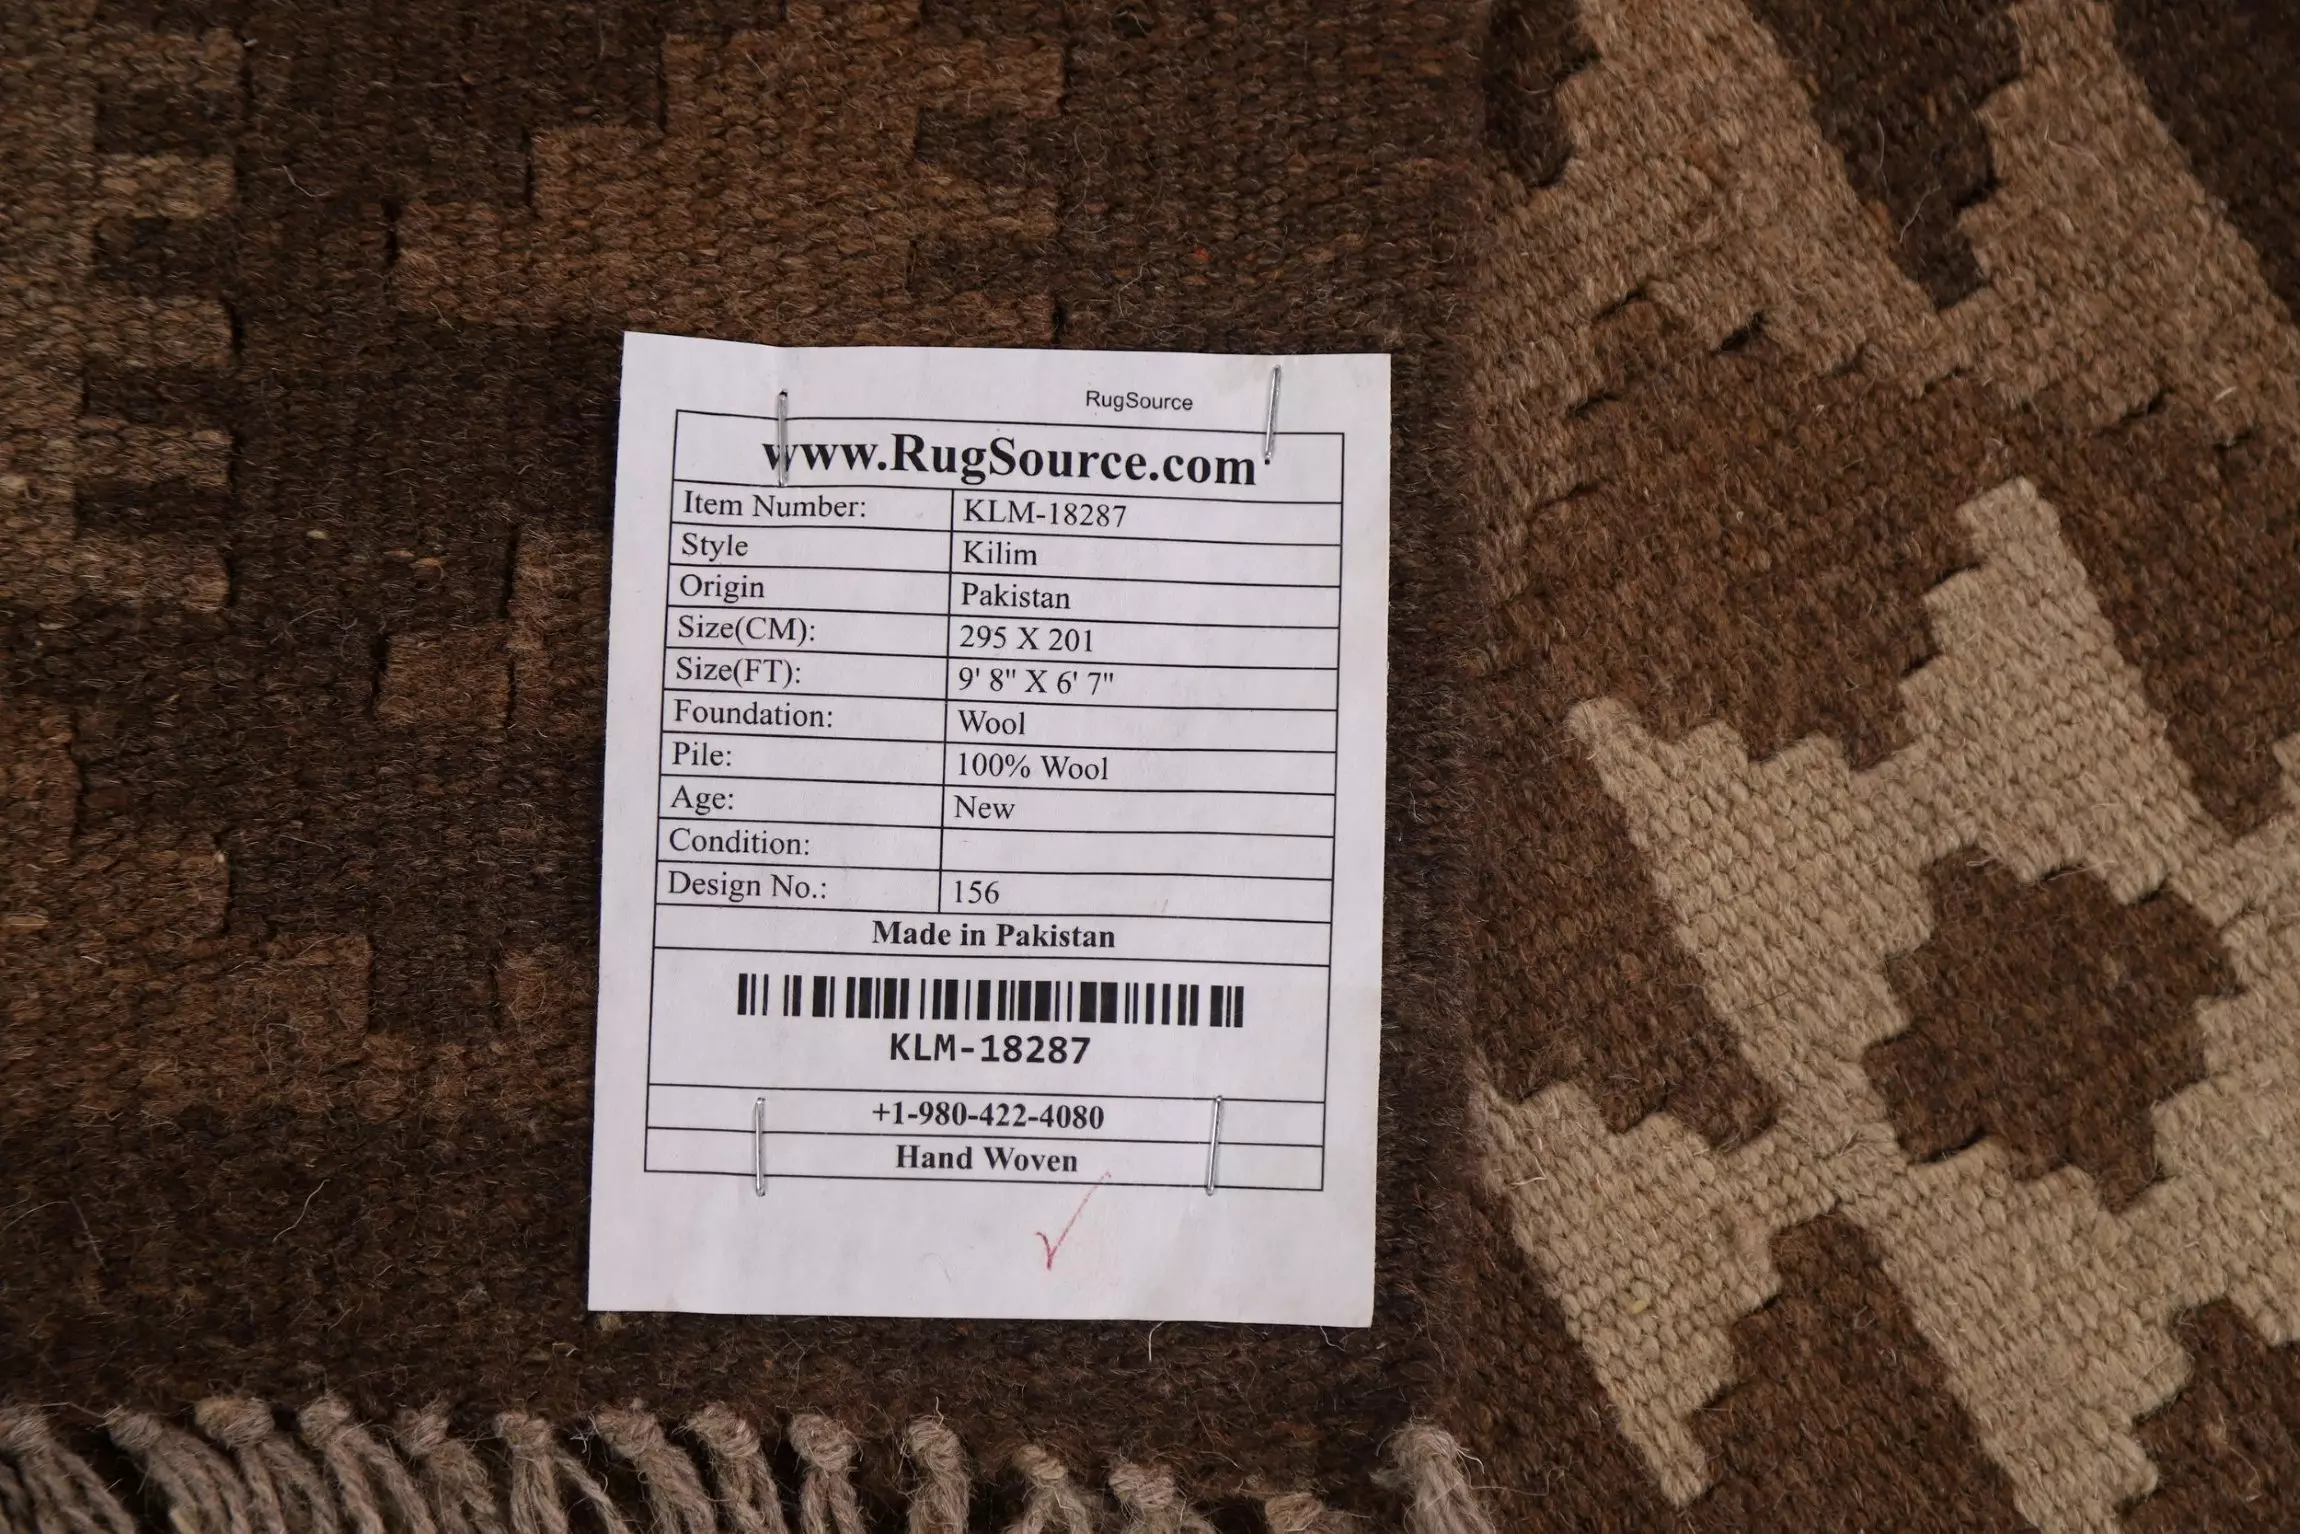 RugSource
www.RugSource.com
Item Number: KLM-18287
Style Kilim
Origin Pakistan
Size(CM): 295 X 201
Size(FT): 9' 8" X 6' 7"
Foundation: Wool
Pile: 100% Wool
Age: New
Condition:
Design No.: 156
Made in Pakistan
KLM-18287
+1-980-422-4080
Hand Woven